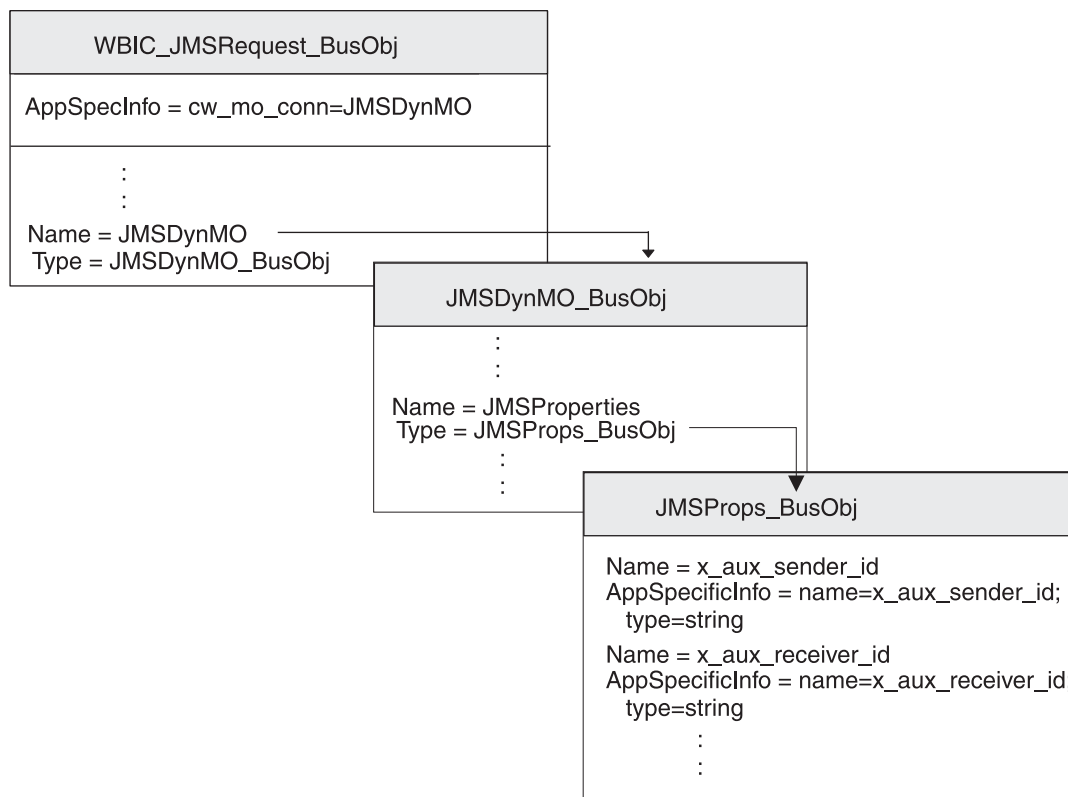 WBIC_JMSRequest_BusObj
AppSpecInfo = cw_mo_conn=JMSDynMO
:
:
Name = JMSDynMO
Type = JMSDynMO_BusObj
JMSDynMO_BusObj
:
:
Name = JMSProperties
Type = JMSProps_BusObj
:
:
JMSProps_BusObj
Name = x_aux_sender_id
AppSpecificInfo = name=x_aux_sender_id;
type=string
Name = x_aux_receiver_id
AppSpecificInfo = name=x_aux_receiver_id;
type=string
:
: